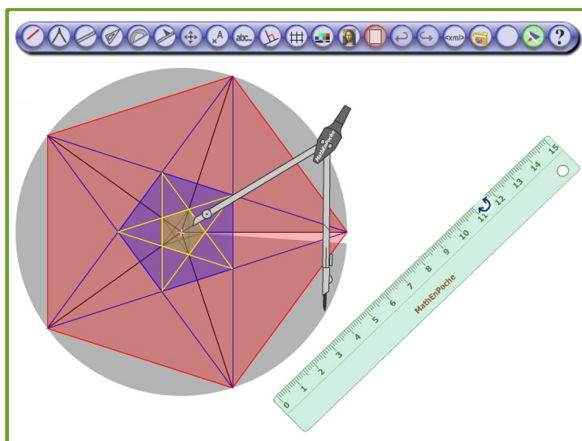 A
abc...
<xml>
?
MathEnPoche
0 1 2 3 4 5 6 7 8 9 10 11 12 13 14 15
MathEnPoche